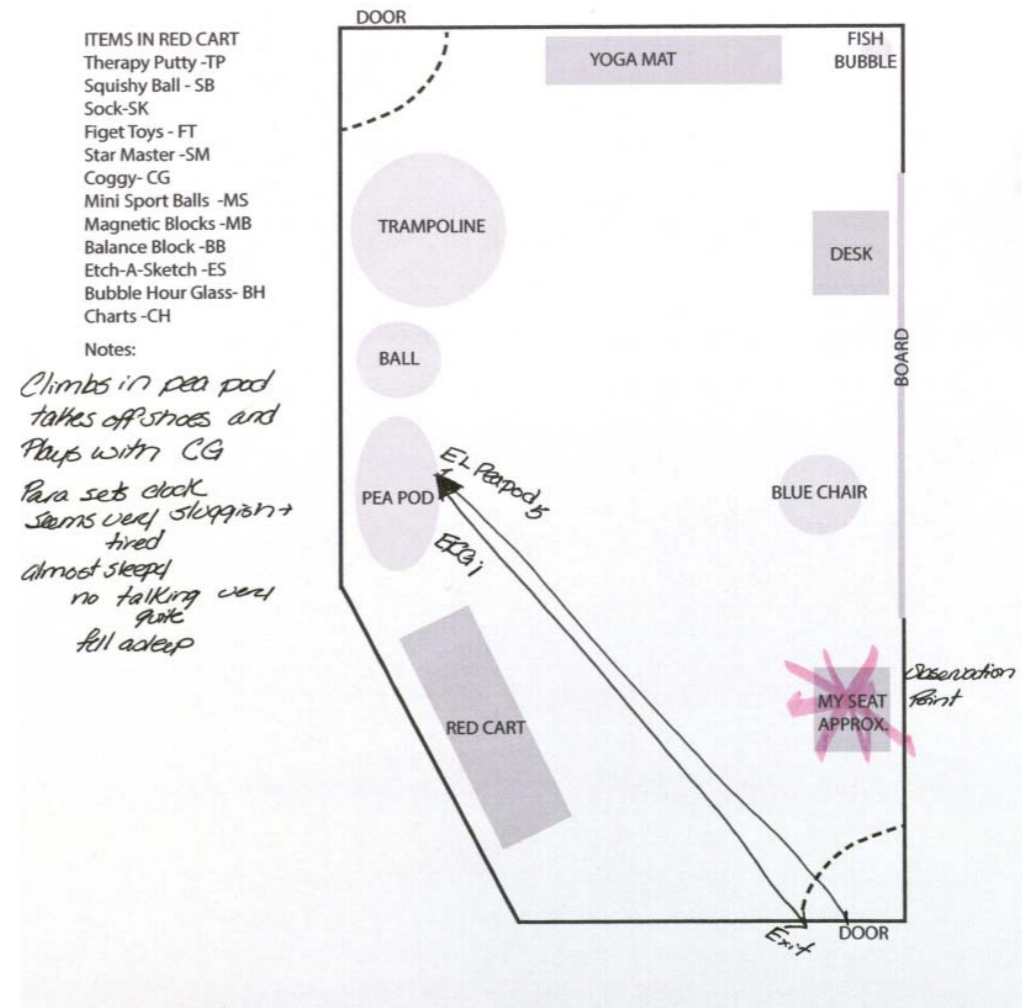 DOOR
ITEMS IN RED CART
Therapy Putty -TP
Squishy Ball - SB
Sock-SK
Figet Toys - FT
Star Master -SM
Coggy- CG
Mini Sport Balls -MS
Magnetic Blocks -MB
Balance Block -BB
Etch-A-Sketch -ES
Bubble Hour Glass- BH
Charts -CH
Notes:
Climbs in pea pod
takes off shoes and
Plays with CG
Para sets clock
seems very sluggish +
tired
almost sleepy
no talking very
quite
fell asleep
YOGA MAT
FISH
BUBBLE
TRAMPOLINE
DESK
BOARD
BALL
PEA POD
EL Peapod
BLUE CHAIR
RED CART
MY SEAT
APPROX.
Observation
Point
Exit
DOOR